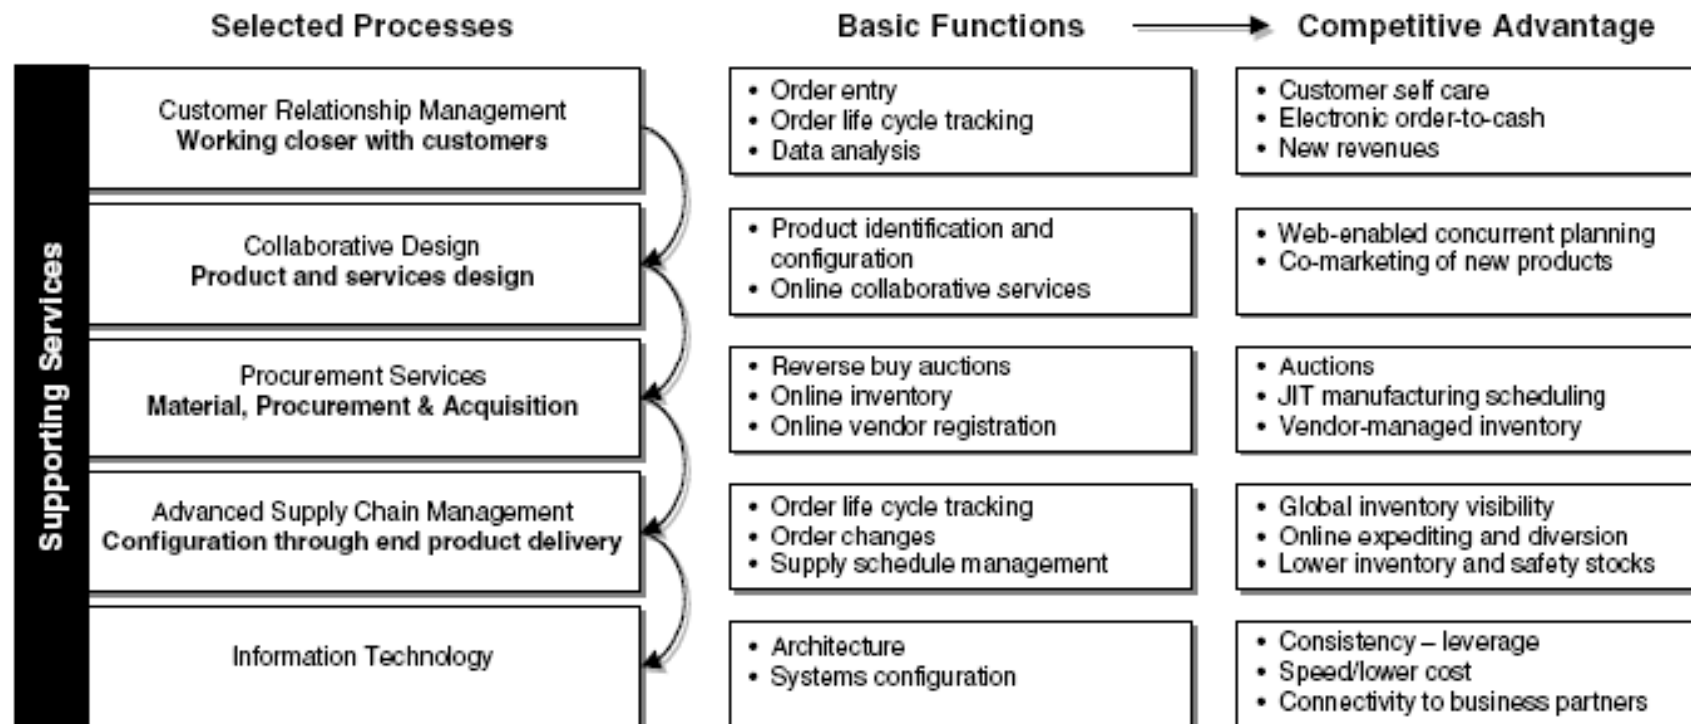 Selected Processes
Basic Functions
Competitive Advantage
Supporting Services
Customer Relationship Management
Working closer with customers
• Order entry
• Order life cycle tracking
• Data analysis
• Customer self care
• Electronic order-to-cash
• New revenues
Collaborative Design
Product and services design
• Product identification and
configuration
• Online collaborative services
• Web-enabled concurrent planning
• Co-marketing of new products
Procurement Services
Material, Procurement & Acquisition
• Reverse buy auctions
• Online inventory
• Online vendor registration
• Auctions
• JIT manufacturing scheduling
• Vendor-managed inventory
Advanced Supply Chain Management
Configuration through end product delivery
• Order life cycle tracking
• Order changes
• Supply schedule management
• Global inventory visibility
• Online expediting and diversion
• Lower inventory and safety stocks
Information Technology
• Architecture
• Systems configuration
• Consistency – leverage
• Speed/lower cost
• Connectivity to business partners